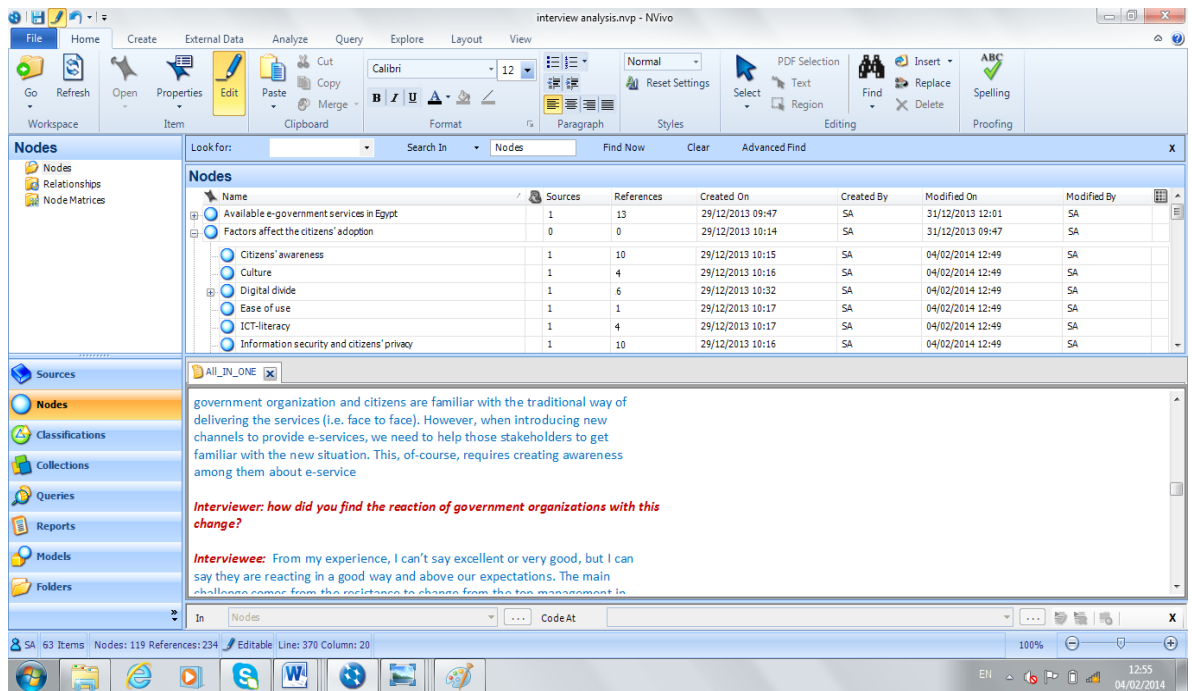 interview analysis.nvp - NVivo
File Home Create External Data Analyze Query Explore Layout View
Go Refresh Open Properties Edit Paste Cut Copy Merge Calibri 12 B I U A Normal Reset Settings Select PDF Selection Text Region Find Insert Replace Delete ABC Spelling
Workspace Item Clipboard Format Paragraph Styles Editing Proofing
Nodes
Nodes
Relationships
Node Matrices
Look for: Search In Nodes Find Now Clear Advanced Find x
Nodes
Name Sources References Created On Created By Modified On Modified By
Available e-government services in Egypt 1 13 29/12/2013 09:47 SA 31/12/2013 12:01 SA
Factors affect the citizens' adoption 0 0 29/12/2013 10:14 SA 31/12/2013 09:47 SA
Citizens' awareness 1 10 29/12/2013 10:15 SA 04/02/2014 12:49 SA
Culture 1 4 29/12/2013 10:16 SA 04/02/2014 12:49 SA
Digital divide 1 6 29/12/2013 10:32 SA 04/02/2014 12:49 SA
Ease of use 1 1 29/12/2013 10:17 SA 04/02/2014 12:49 SA
ICT-literacy 1 4 29/12/2013 10:17 SA 04/02/2014 12:49 SA
Information security and citizens' privacy 1 10 29/12/2013 10:16 SA 04/02/2014 12:49 SA
Sources
Nodes
Classifications
Collections
Queries
Reports
Models
Folders
All_IN_ONE x
government organization and citizens are familiar with the traditional way of
delivering the services (i.e. face to face). However, when introducing new
channels to provide e-services, we need to help those stakeholders to get
familiar with the new situation. This, of-course, requires creating awareness
among them about e-service
Interviewer: how did you find the reaction of government organizations with this
change?
Interviewee: From my experience, I can't say excellent or very good, but I can
say they are reacting in a good way and above our expectations. The main
challenge comes from the resistance to change from the top management in
In Nodes ... Code At ... X
SA 63 Items Nodes: 119 References: 234 Editable Line: 370 Column: 20 100%
EN 12:55
04/02/2014